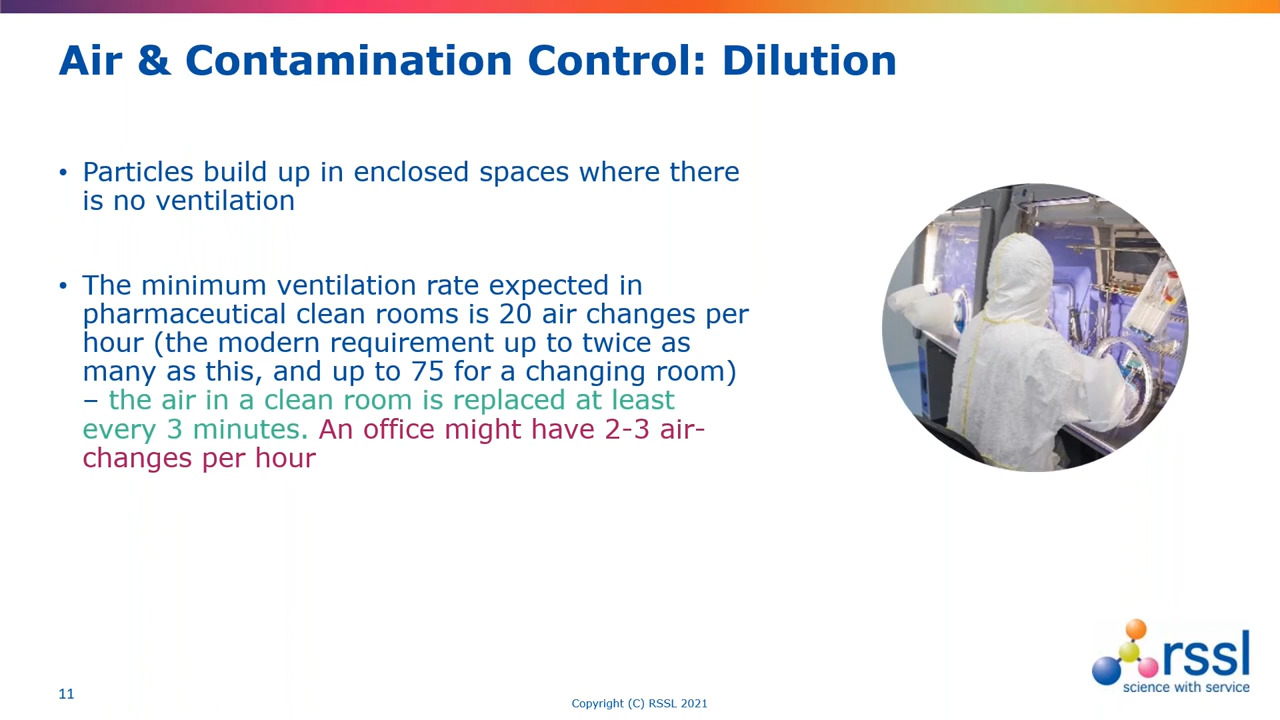 Air & Contamination Control: Dilution
• Particles build up in enclosed spaces where there
is no ventilation
• The minimum ventilation rate expected in
pharmaceutical clean rooms is 20 air changes per
hour (the modern requirement up to twice as
many as this, and up to 75 for a changing room)
– the air in a clean room is replaced at least
every 3 minutes. An office might have 2-3 air-
changes per hour
rssl
science with service
11
Copyright (C) RSSL 2021